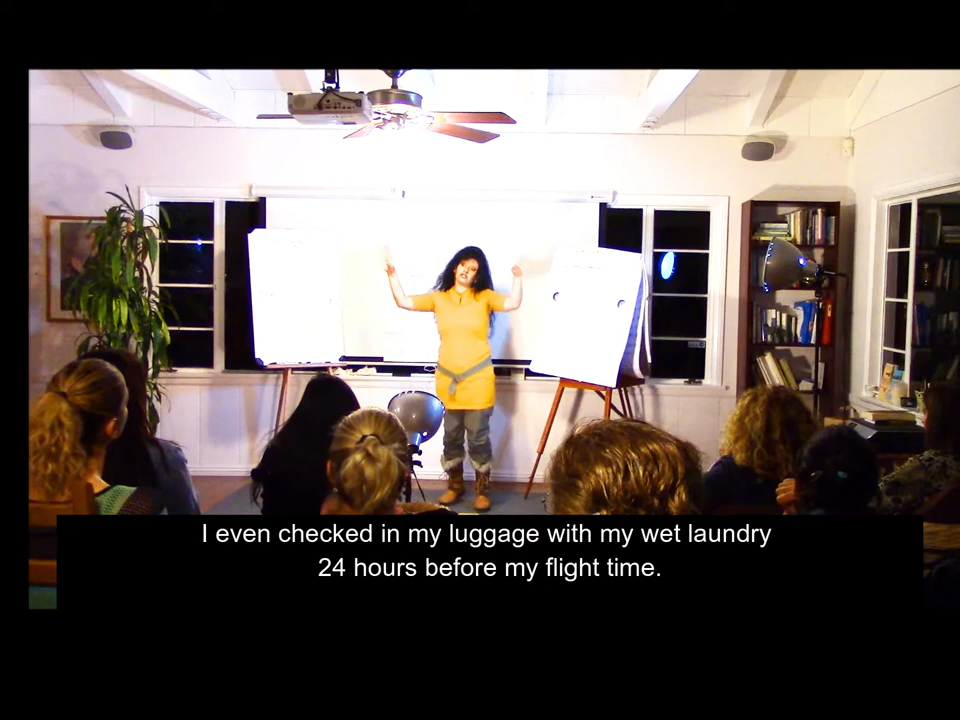 I even checked in my luggage with my wet laundry
24 hours before my flight time.